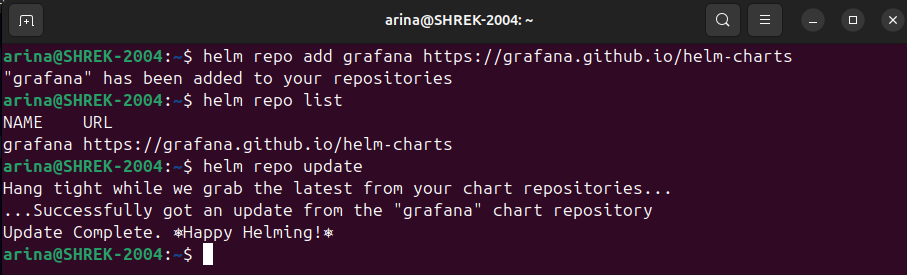 arina@SHREK-2004: ~
arina@SHREK-2004:~$ helm repo add grafana https://grafana.github.io/helm-charts
"grafana" has been added to your repositories
arina@SHREK-2004:~$ helm repo list
NAME    URL
grafana https://grafana.github.io/helm-charts
arina@SHREK-2004:~$ helm repo update
Hang tight while we grab the latest from your chart repositories...
...Successfully got an update from the "grafana" chart repository
Update Complete. ⎈Happy Helming!⎈
arina@SHREK-2004:~$